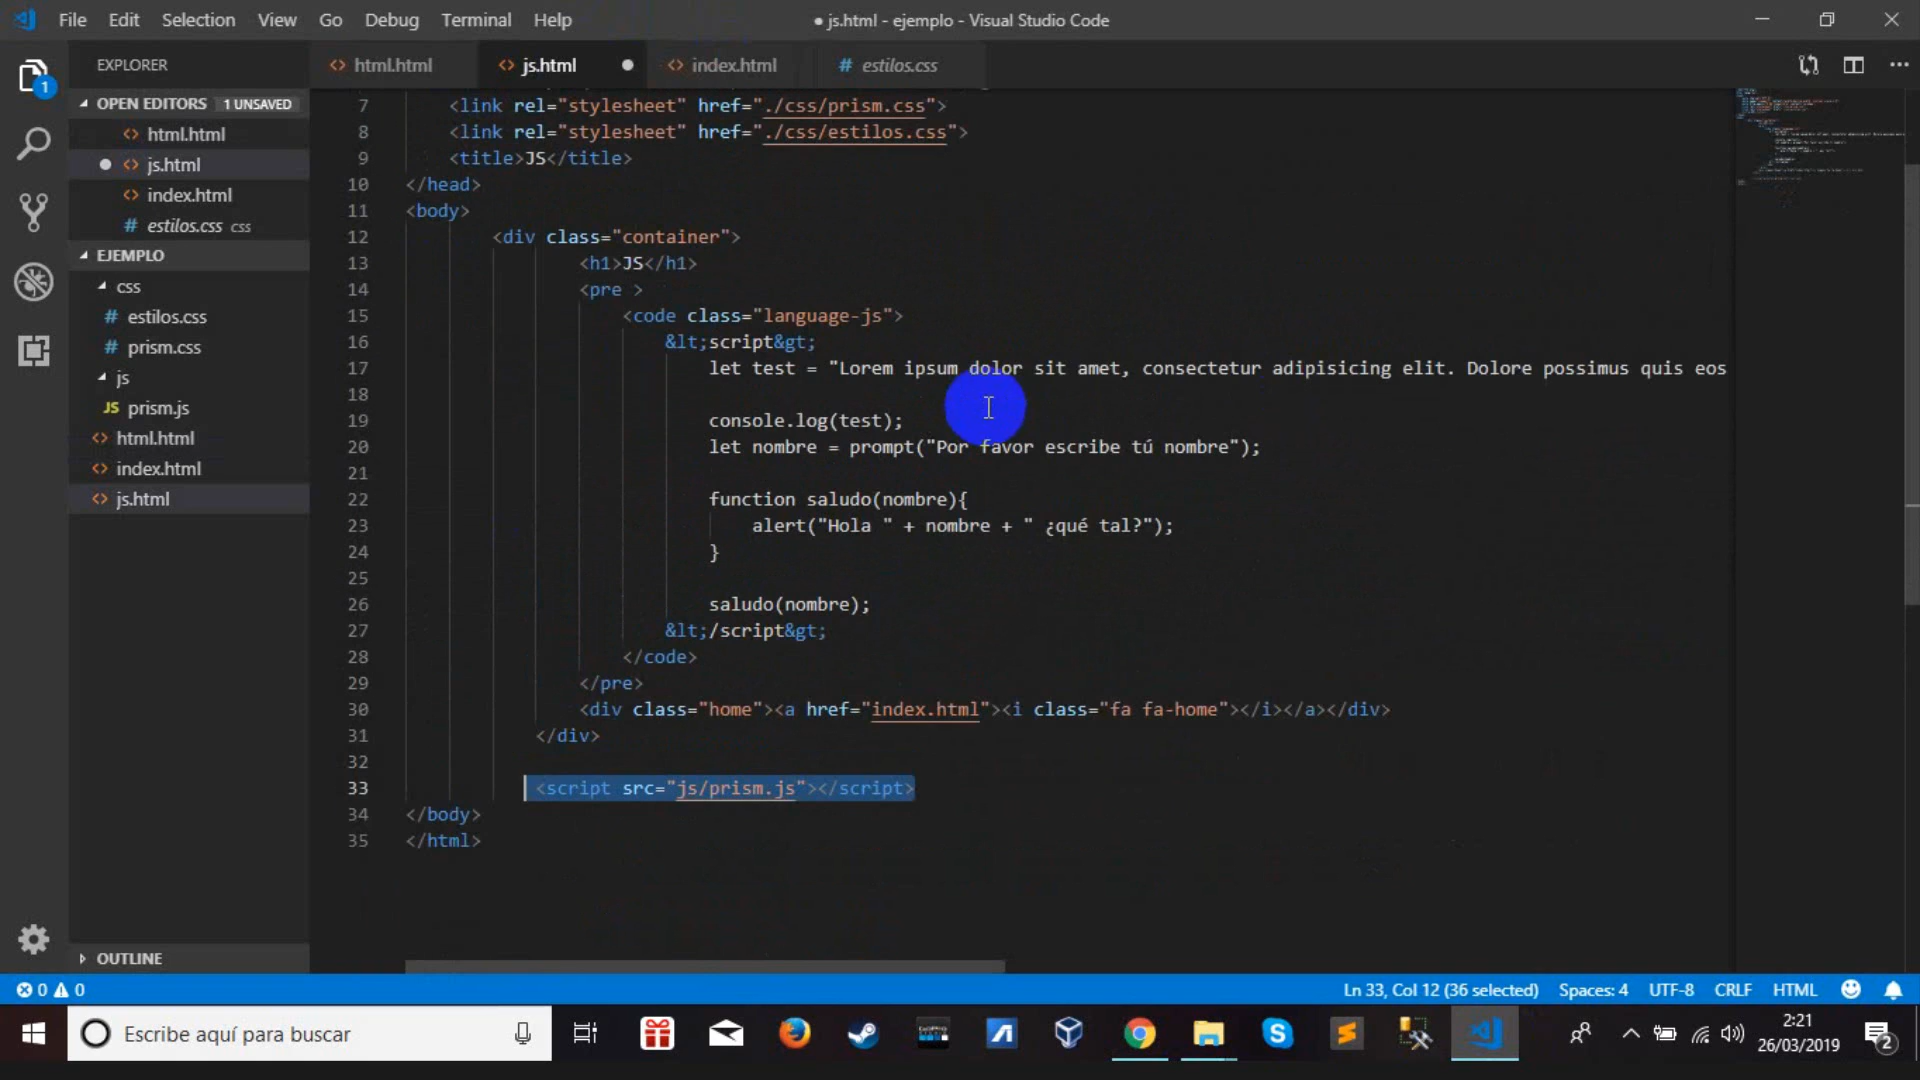 File Edit Selection View Go Debug Terminal Help
● js.html - ejemplo - Visual Studio Code
EXPLORER
html.html
js.html
index.html
# estilos.css
OPEN EDITORS 1 UNSAVED
html.html
js.html
index.html
# estilos.css css
EJEMPLO
css
# estilos.css
# prism.css
js
JS prism.js
html.html
index.html
js.html
OUTLINE
7 <link rel="stylesheet" href="./css/prism.css">
8 <link rel="stylesheet" href="./css/estilos.css">
9 <title>JS</title>
10 </head>
11 <body>
12 <div class="container">
13 <h1>JS</h1>
14 <pre >
15 <code class="language-js">
16 &lt;script&gt;
17 let test = "Lorem ipsum dolor sit amet, consectetur adipisicing elit. Dolore possimus quis eos
18
19 console.log(test);
20 let nombre = prompt("Por favor escribe tú nombre");
21
22 function saludo(nombre){
23 alert("Hola " + nombre + " ¿qué tal?");
24 }
25
26 saludo(nombre);
27 &lt;/script&gt;
28 </code>
29 </pre>
30 <div class="home"><a href="index.html"><i class="fa fa-home"></i></a></div>
31 </div>
32
33 <script src="js/prism.js"></script>
34 </body>
35 </html>
0 0
Ln 33, Col 12 (36 selected) Spaces: 4 UTF-8 CRLF HTML
Escribe aquí para buscar
2:21
26/03/2019
2
1